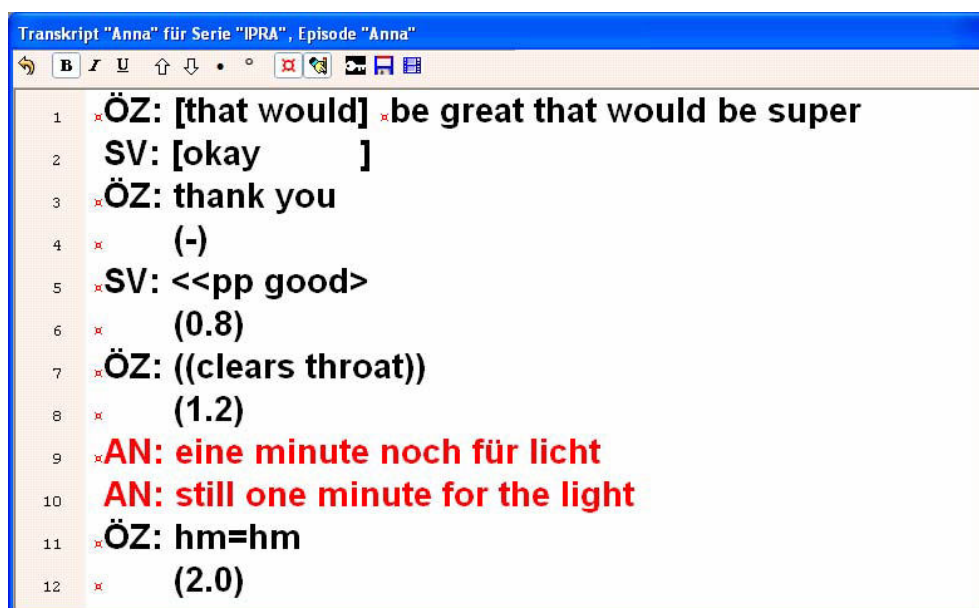 Transkript "Anna" für Serie "IPRA", Episode "Anna"
B I U
1 ¤ÖZ: [that would] ¤be great that would be super
2 SV: [okay ]
3 ¤ÖZ: thank you
4 ¤ (-)
5 ¤SV: <<pp good>
6 ¤ (0.8)
7 ¤ÖZ: ((clears throat))
8 ¤ (1.2)
9 ¤AN: eine minute noch für licht
10 AN: still one minute for the light
11 ¤ÖZ: hm=hm
12 ¤ (2.0)